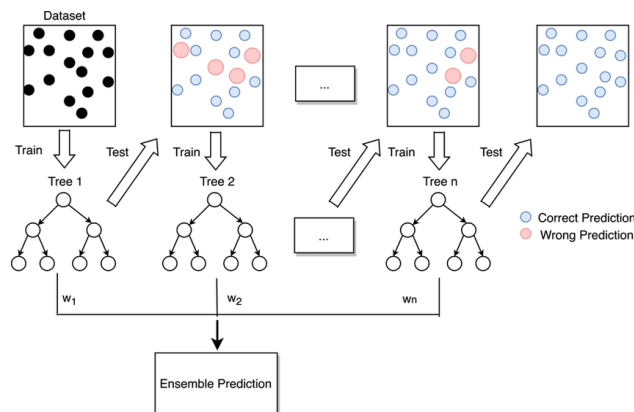 Dataset
...
Train
Test
Train
Test
Train
Test
Tree 1
Tree 2
Tree n
...
Correct Prediction
Wrong Prediction
w1
w2
wn
Ensemble Prediction